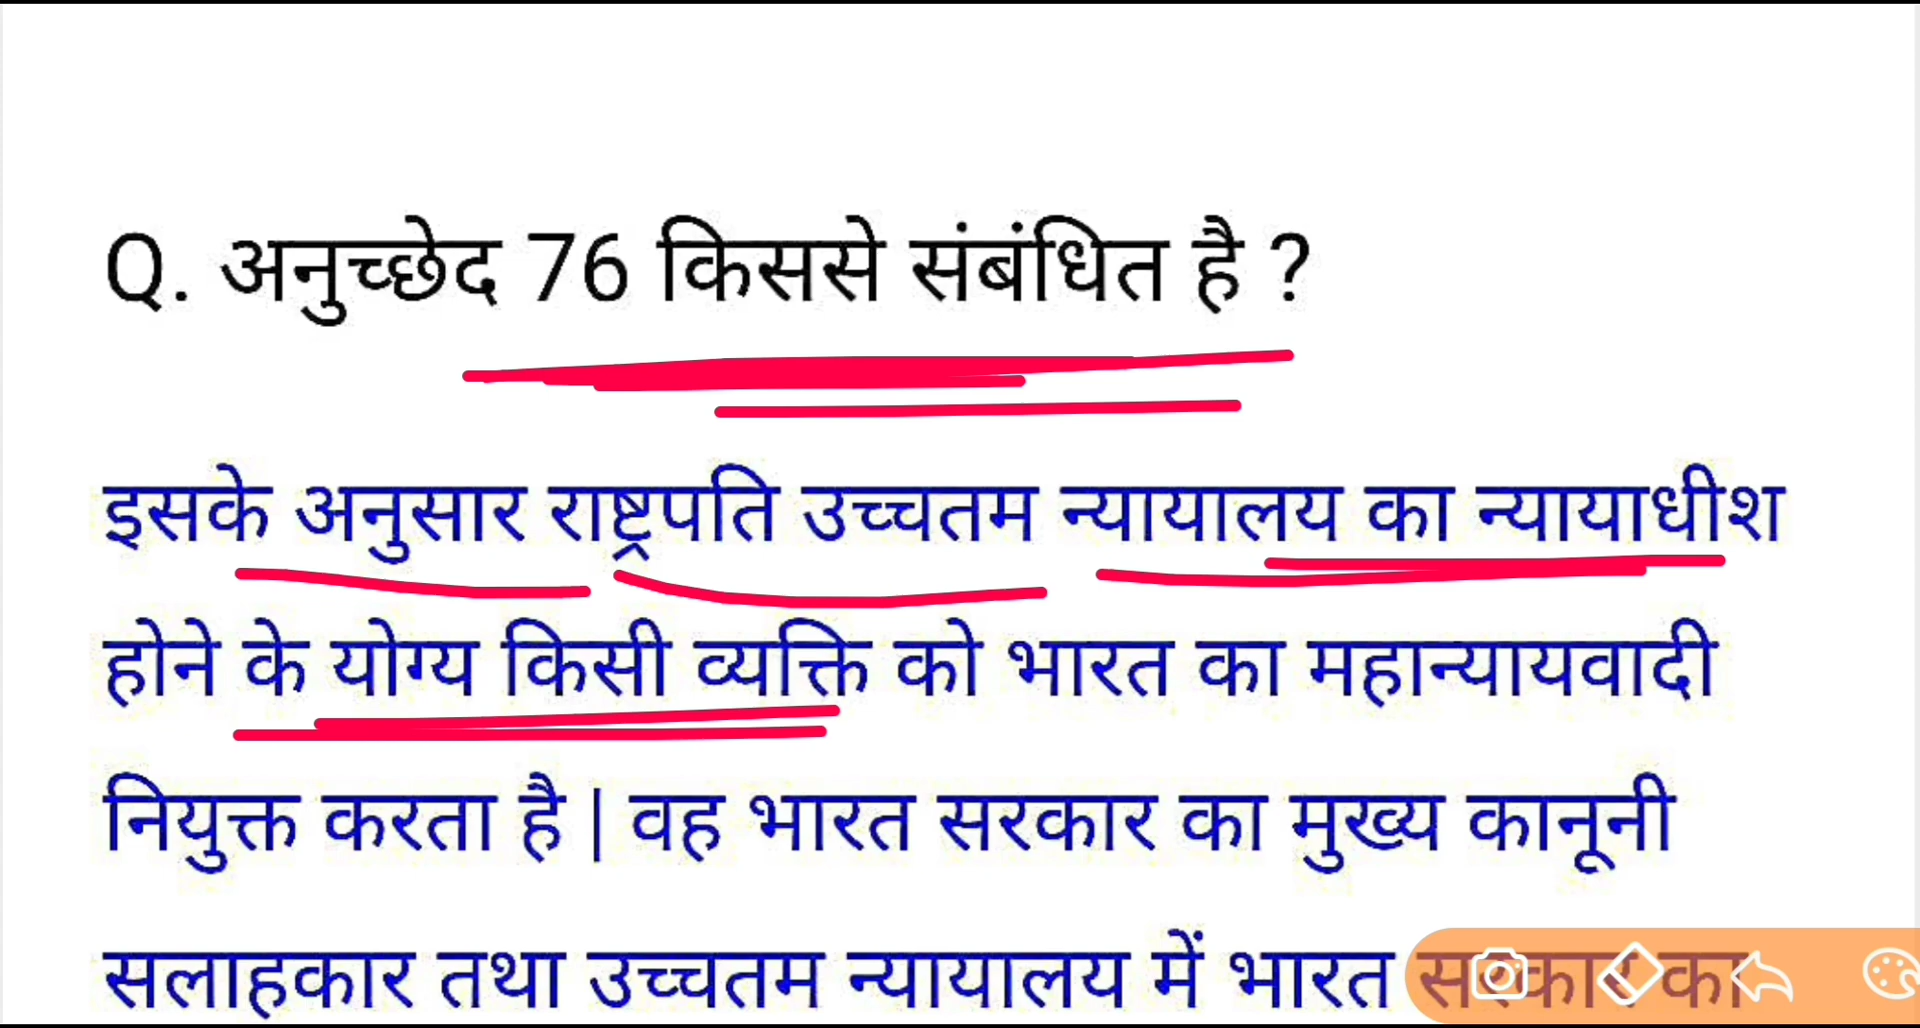 Q. अनुच्छेद 76 किससे संबंधित है ?
इसके अनुसार राष्ट्रपति उच्चतम न्यायालय का न्यायाधीश
होने के योग्य किसी व्यक्ति को भारत का महान्यायवादी
नियुक्त करता है | वह भारत सरकार का मुख्य कानूनी
सलाहकार तथा उच्चतम न्यायालय में भारत सरकार का